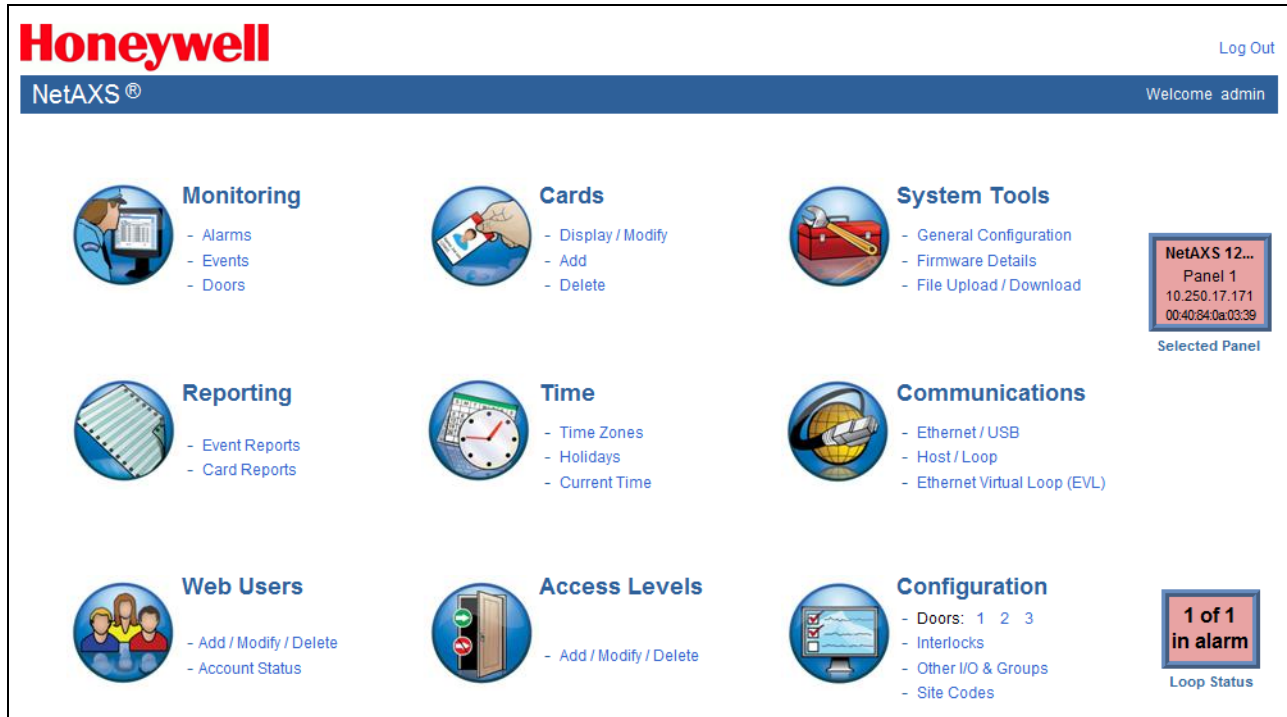 Honeywell
Log Out
NetAXS ®
Welcome admin
Monitoring
- Alarms
- Events
- Doors
Cards
- Display / Modify
- Add
- Delete
System Tools
- General Configuration
- Firmware Details
- File Upload / Download
NetAXS 12...
Panel 1
10.250.17.171
00:40:84:0a:03:39
Selected Panel
Reporting
- Event Reports
- Card Reports
Time
- Time Zones
- Holidays
- Current Time
Communications
- Ethernet / USB
- Host / Loop
- Ethernet Virtual Loop (EVL)
Web Users
- Add / Modify / Delete
- Account Status
Access Levels
- Add / Modify / Delete
Configuration
- Doors: 1 2 3
- Interlocks
- Other I/O & Groups
- Site Codes
1 of 1
in alarm
Loop Status